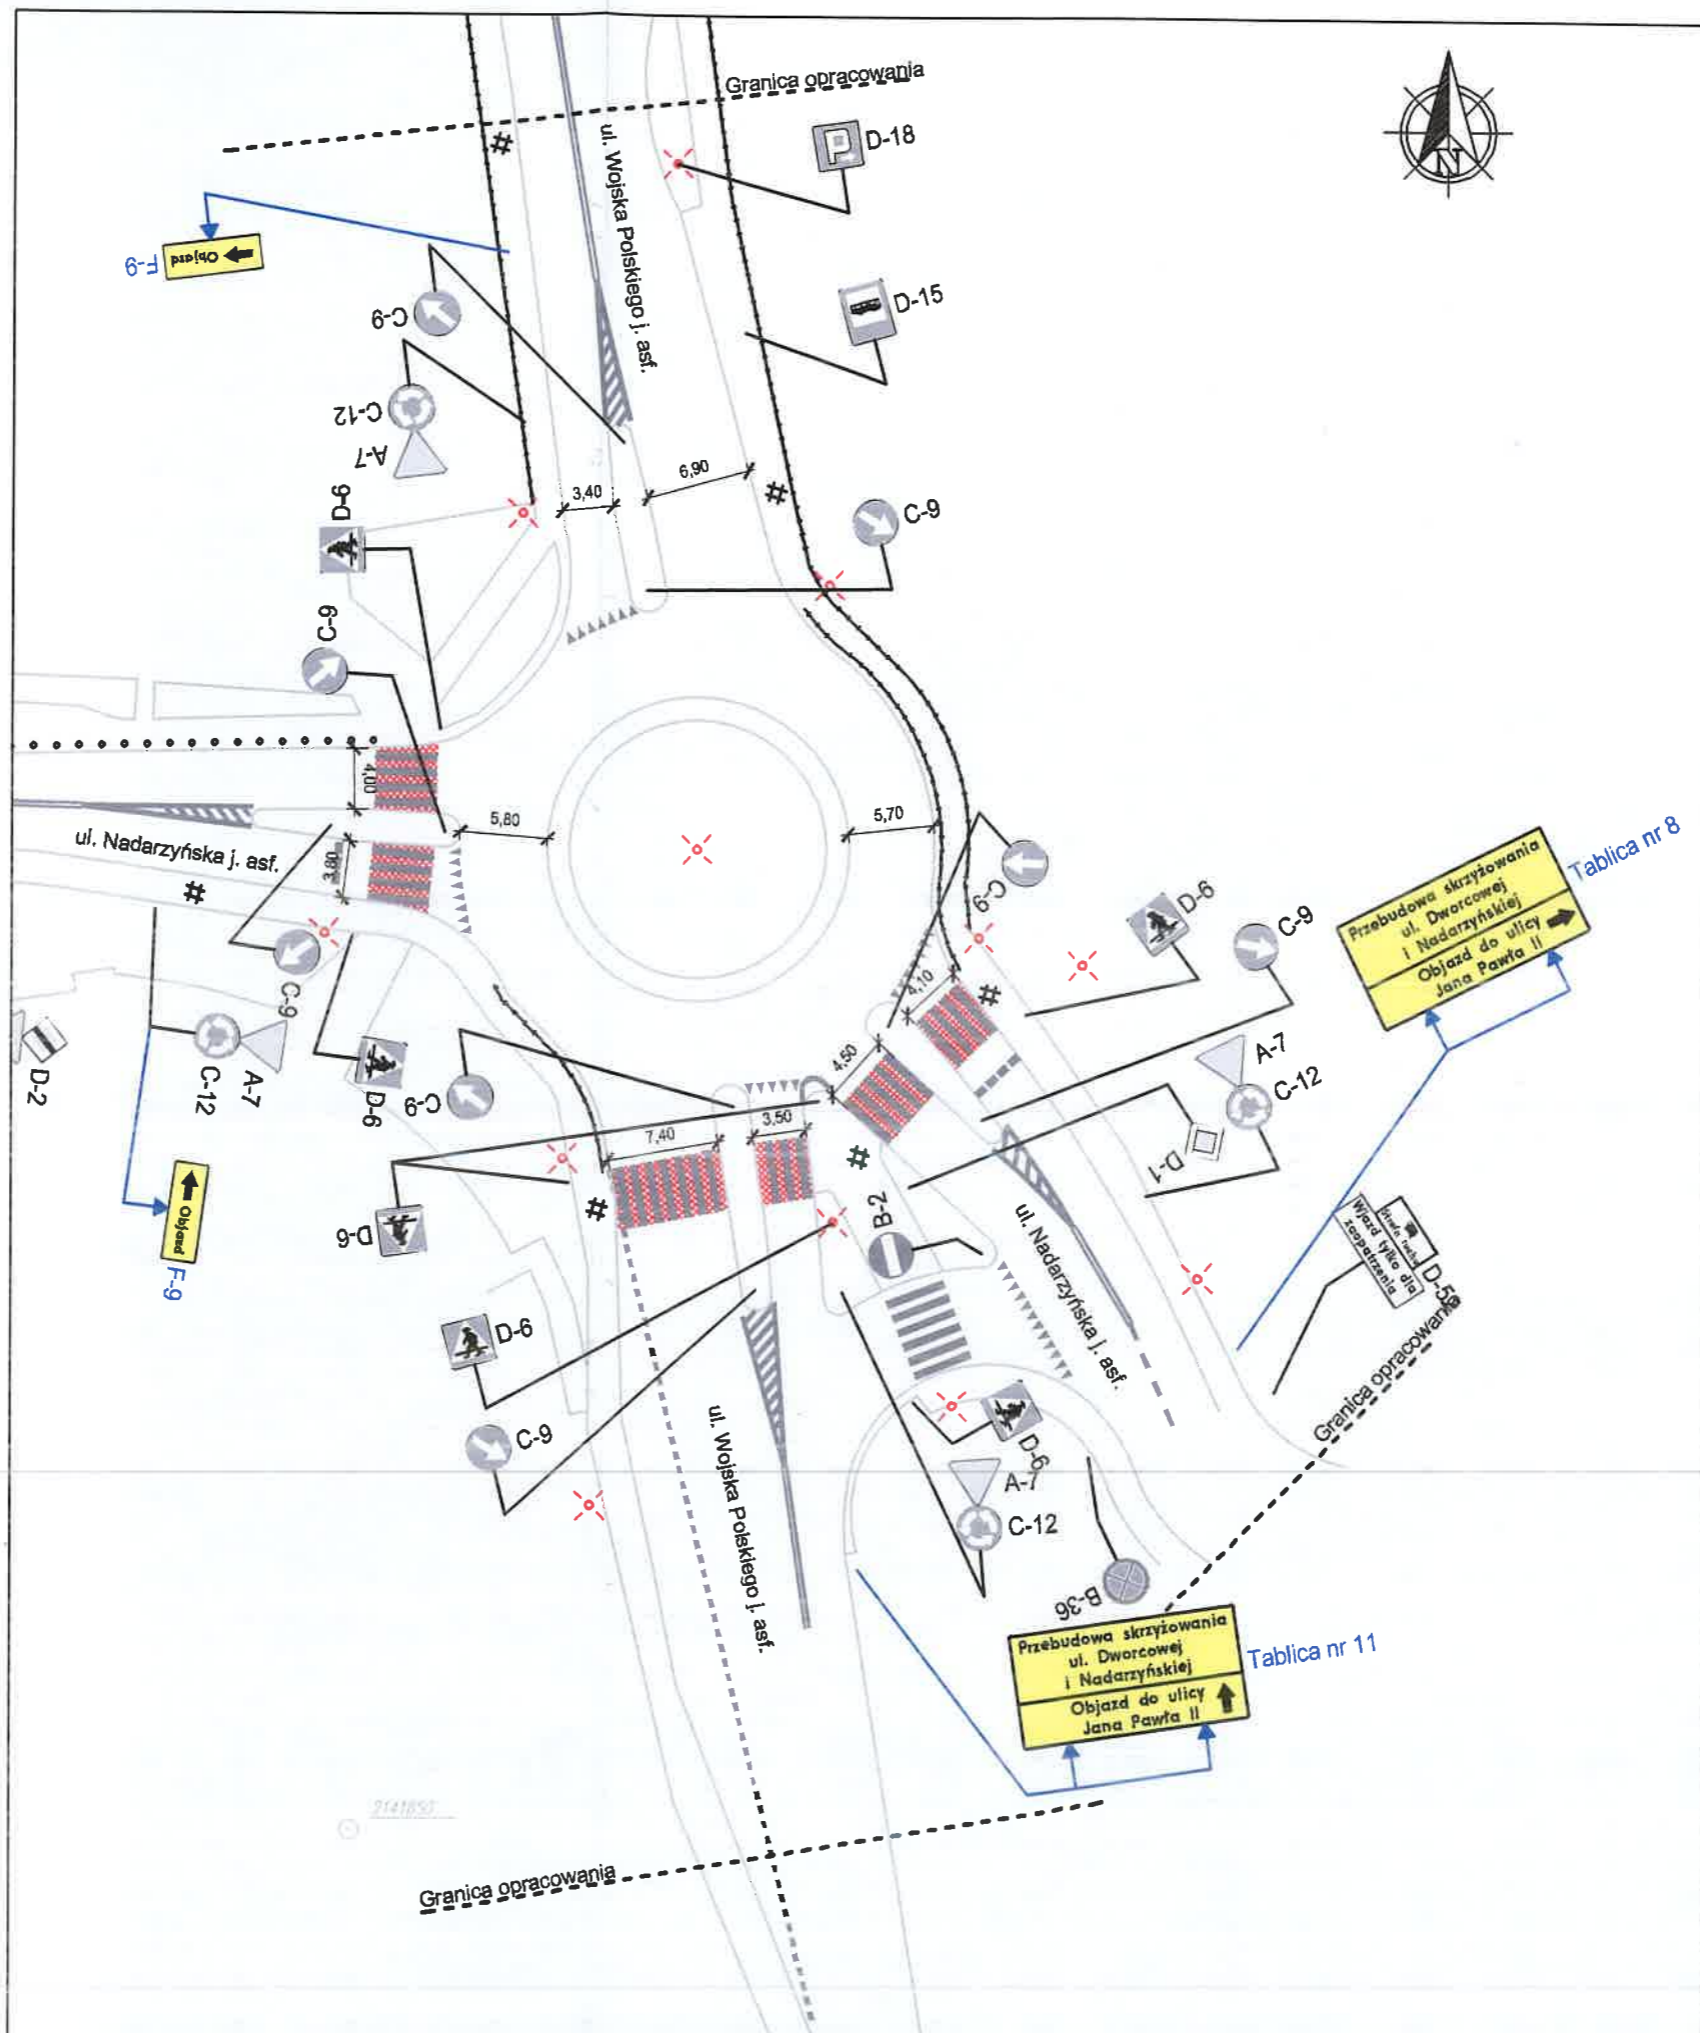 Granica opracowania
N
D-18
ul. Wojska Polskiego j. asf.
Objazd
F-9
C-9
D-15
C-12
A-7
6,90
3,40
C-9
D-6
C-9
4,00
5,80
5,70
ul. Nadarzyńska j. asf.
3,80
C-9
D-6
C-9
Przebudowa skrzyżowania
ul. Dworcowej
i Nadarzyńskiej
Objazd do ulicy
Jana Pawła II
Tablica nr 8
4,10
4,50
C-9
A-7
C-12
D-2
C-12
A-7
D-6
C-9
3,50
7,40
D-1
Objazd
F-9
D-6
B-2
ul. Nadarzyńska j. asf.
Strefa ruchu
Wjazd tylko dla
zaopatrzenia
Granica opracowania
D-6
C-9
ul. Wojska Polskiego j. asf.
D-6
A-7
C-12
B-36
Przebudowa skrzyżowania
ul. Dworcowej
i Nadarzyńskiej
Objazd do ulicy
Jana Pawła II
Tablica nr 11
Granica opracowania